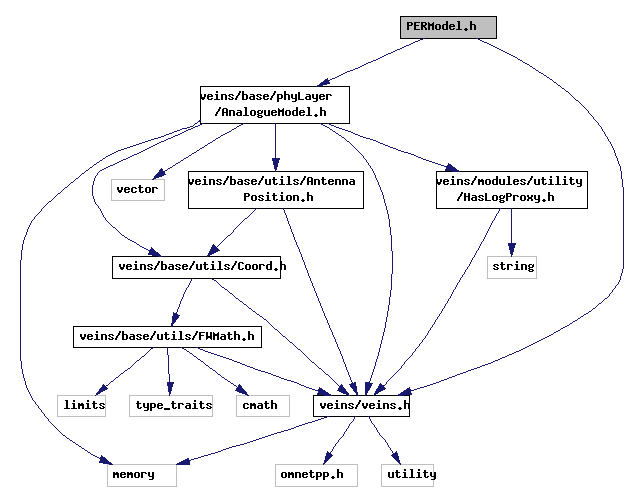 PERModel.h
veins/base/phyLayer
/AnalogueModel.h
vector
veins/base/utils/Antenna
Position.h
veins/modules/utility
/HasLogProxy.h
veins/base/utils/Coord.h
string
veins/base/utils/FWMath.h
limits
type_traits
cmath
veins/veins.h
memory
omnetpp.h
utility